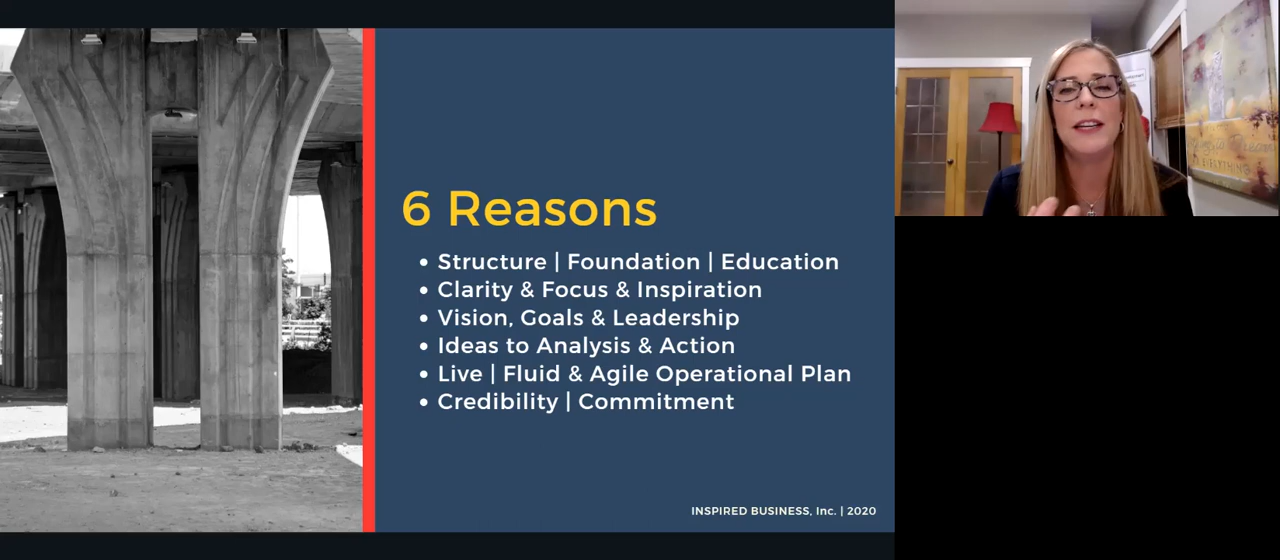 6 Reasons
Structure | Foundation | Education
Clarity & Focus & Inspiration
Vision, Goals & Leadership
Ideas to Analysis & Action
Live | Fluid & Agile Operational Plan
Credibility | Commitment
INSPIRED BUSINESS, Inc. | 2020
EVERYTHING